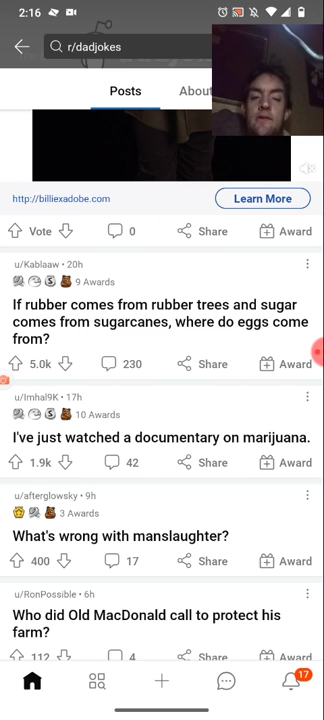 2:16
r/dadjokes
Posts
About
http://billiexadobe.com
Learn More
Vote
0
Share
Award
u/Kablaaw • 20h
9 Awards
If rubber comes from rubber trees and sugar
comes from sugarcanes, where do eggs come
from?
5.0k
230
Share
Award
u/Imhal9K • 17h
10 Awards
I've just watched a documentary on marijuana.
1.9k
42
Share
Award
u/afterglowsky • 9h
3 Awards
What's wrong with manslaughter?
400
17
Share
Award
u/RonPossible • 6h
Who did Old MacDonald call to protect his
farm?
112
4
Share
Award
17